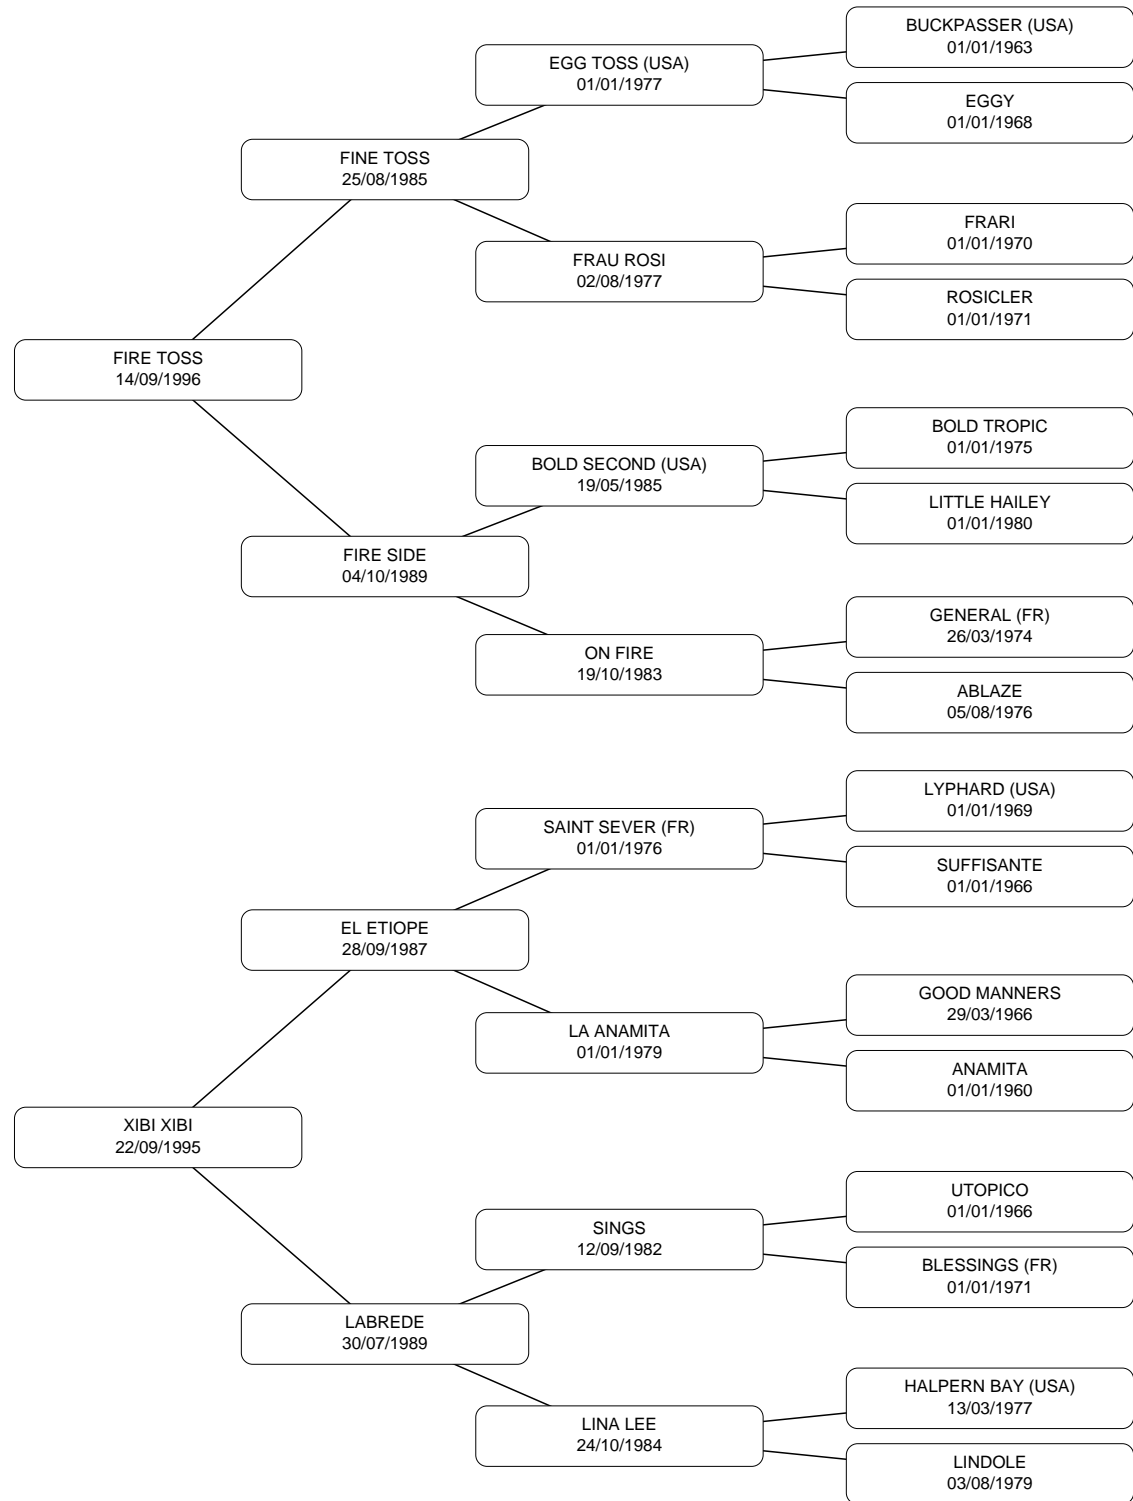 BUCKPASSER (USA)
01/01/1963
EGG TOSS (USA)
01/01/1977
EGGY
01/01/1968
FINE TOSS
25/08/1985
FRARI
01/01/1970
FRAU ROSI
02/08/1977
ROSICLER
01/01/1971
FIRE TOSS
14/09/1996
BOLD TROPIC
01/01/1975
BOLD SECOND (USA)
19/05/1985
LITTLE HAILEY
01/01/1980
FIRE SIDE
04/10/1989
GENERAL (FR)
26/03/1974
ON FIRE
19/10/1983
ABLAZE
05/08/1976
LYPHARD (USA)
01/01/1969
SAINT SEVER (FR)
01/01/1976
SUFFISANTE
01/01/1966
EL ETIOPE
28/09/1987
GOOD MANNERS
29/03/1966
LA ANAMITA
01/01/1979
ANAMITA
01/01/1960
XIBI XIBI
22/09/1995
UTOPICO
01/01/1966
SINGS
12/09/1982
BLESSINGS (FR)
01/01/1971
LABREDE
30/07/1989
HALPERN BAY (USA)
13/03/1977
LINA LEE
24/10/1984
LINDOLE
03/08/1979